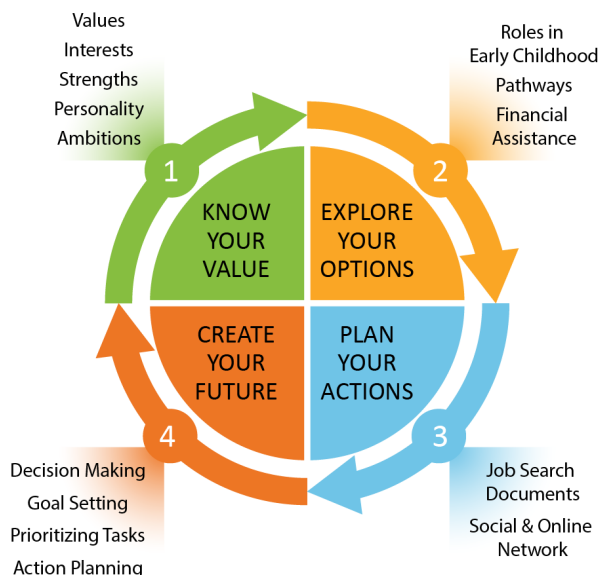 Values
Interests
Strengths
Personality
Ambitions
1
KNOW
YOUR
VALUE
Roles in
Early Childhood
Pathways
Financial
Assistance
2
EXPLORE
YOUR
OPTIONS
PLAN
YOUR
ACTIONS
3
Job Search
Documents
Social & Online
Network
CREATE
YOUR
FUTURE
4
Decision Making
Goal Setting
Prioritizing Tasks
Action Planning